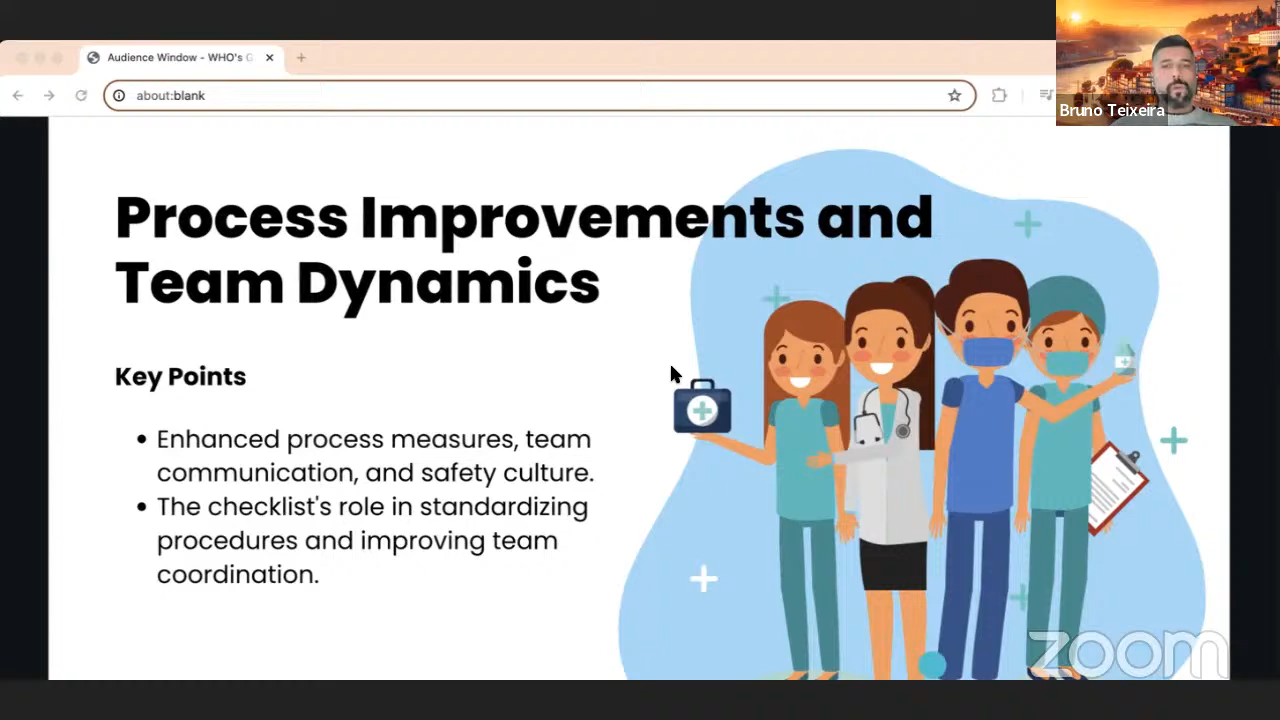 Audience Window - WHO's G
about:blank
Bruno Teixeira
Process Improvements and
Team Dynamics
Key Points
• Enhanced process measures, team
communication, and safety culture.
• The checklist's role in standardizing
procedures and improving team
coordination.
zoom